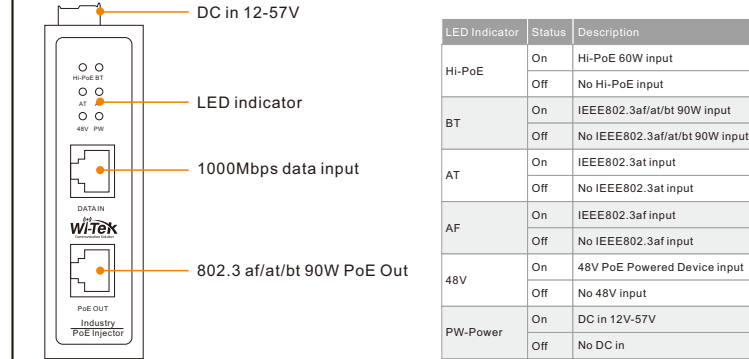 DC in 12-57V
Hi-PoE BT
AT
48V PW
LED indicator
1000Mbps data input
DATA IN
Wi-Tek
Communication Solution
802.3 af/at/bt 90W PoE Out
PoE OUT
Industry
PoE Injector
LED Indicator Status Description
Hi-PoE On Hi-PoE 60W input
Off No Hi-PoE input
BT On IEEE802.3af/at/bt 90W input
Off No IEEE802.3af/at/bt 90W input
AT On IEEE802.3at input
Off No IEEE802.3at input
AF On IEEE802.3af input
Off No IEEE802.3af input
48V On 48V PoE Powered Device input
Off No 48V input
PW-Power On DC in 12V-57V
Off No DC in